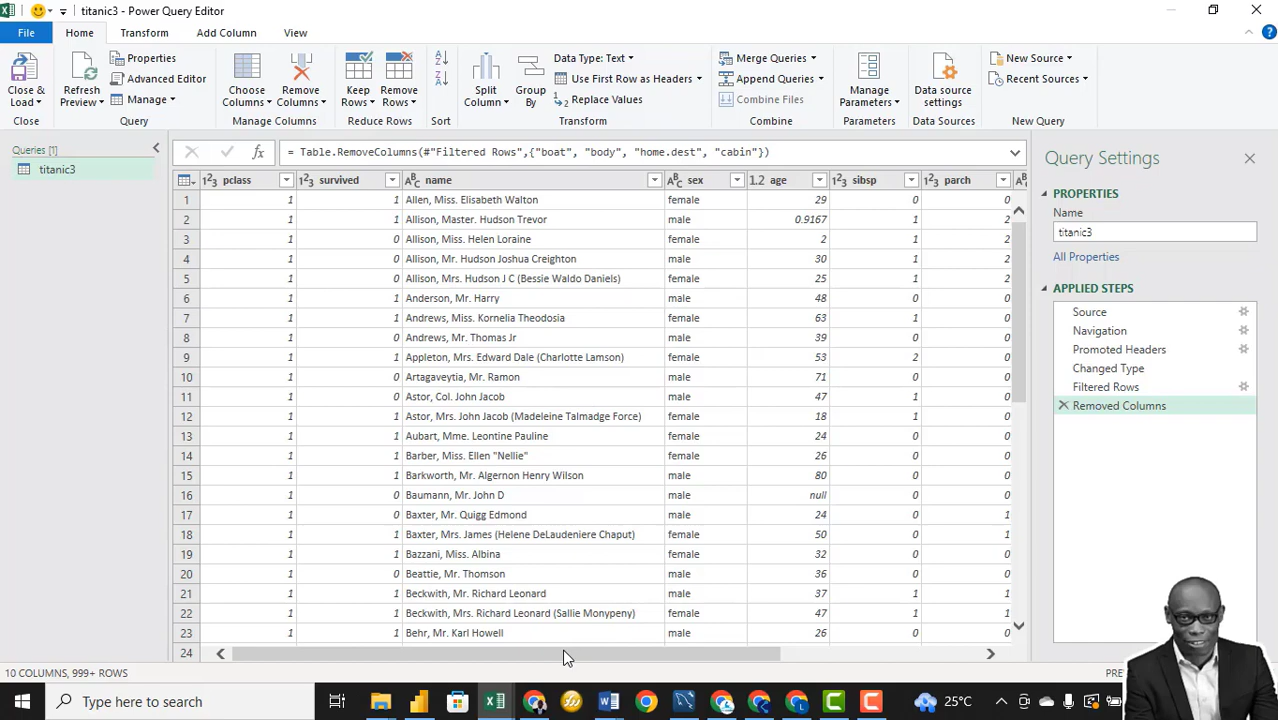 titanic3 - Power Query Editor
File Home Transform Add Column View
Close & Load
Close
Refresh Preview
Properties
Advanced Editor
Manage
Query
Choose Columns
Remove Columns
Manage Columns
Keep Rows
Remove Rows
Reduce Rows
Sort
Split Column
Group By
Data Type: Text
Use First Row as Headers
Replace Values
Transform
Merge Queries
Append Queries
Combine Files
Combine
Manage Parameters
Parameters
Data source settings
Data Sources
New Source
Recent Sources
New Query
Queries [1]
titanic3
= Table.RemoveColumns(#"Filtered Rows",{"boat", "body", "home.dest", "cabin"})
pclass survived name sex age sibsp parch
1 1 1 Allen, Miss. Elisabeth Walton female 29 0 0
2 1 1 Allison, Master. Hudson Trevor male 0.9167 1 2
3 1 0 Allison, Miss. Helen Loraine female 2 1 2
4 1 0 Allison, Mr. Hudson Joshua Creighton male 30 1 2
5 1 0 Allison, Mrs. Hudson J C (Bessie Waldo Daniels) female 25 1 2
6 1 1 Anderson, Mr. Harry male 48 0 0
7 1 1 Andrews, Miss. Kornelia Theodosia female 63 1 0
8 1 0 Andrews, Mr. Thomas Jr male 39 0 0
9 1 1 Appleton, Mrs. Edward Dale (Charlotte Lamson) female 53 2 0
10 1 0 Artagaveytia, Mr. Ramon male 71 0 0
11 1 0 Astor, Col. John Jacob male 47 1 0
12 1 1 Astor, Mrs. John Jacob (Madeleine Talmadge Force) female 18 1 0
13 1 1 Aubart, Mme. Leontine Pauline female 24 0 0
14 1 1 Barber, Miss. Ellen "Nellie" female 26 0 0
15 1 1 Barkworth, Mr. Algernon Henry Wilson male 80 0 0
16 1 0 Baumann, Mr. John D male null 0 0
17 1 0 Baxter, Mr. Quigg Edmond male 24 0 1
18 1 1 Baxter, Mrs. James (Helene DeLaudeniere Chaput) female 50 0 1
19 1 1 Bazzani, Miss. Albina female 32 0 0
20 1 0 Beattie, Mr. Thomson male 36 0 0
21 1 1 Beckwith, Mr. Richard Leonard male 37 1 1
22 1 1 Beckwith, Mrs. Richard Leonard (Sallie Monypeny) female 47 1 1
23 1 1 Behr, Mr. Karl Howell male 26 0 0
24
Query Settings
PROPERTIES
Name
titanic3
All Properties
APPLIED STEPS
Source
Navigation
Promoted Headers
Changed Type
Filtered Rows
Removed Columns
10 COLUMNS, 999+ ROWS
Type here to search
25°C